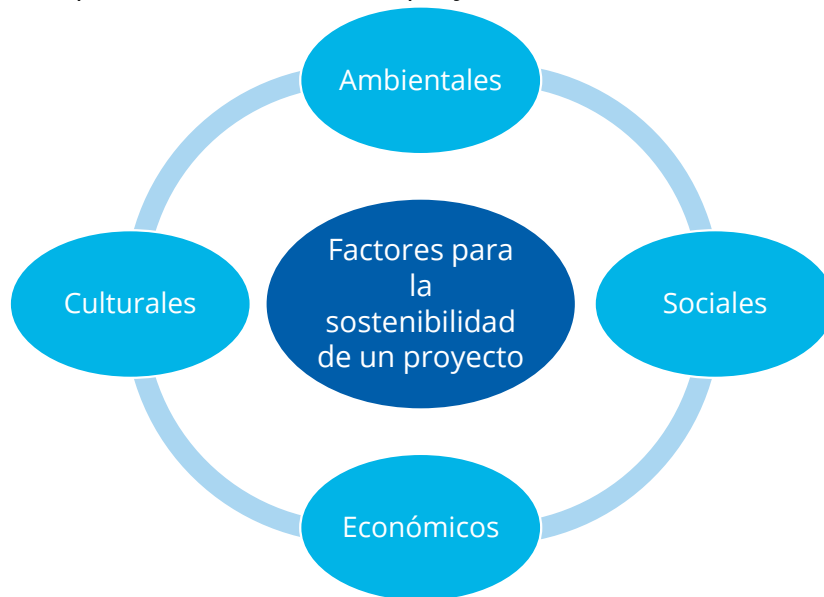 Ambientales
Factores para
la
sostenibilidad
de un proyecto
Culturales
Sociales
Económicos